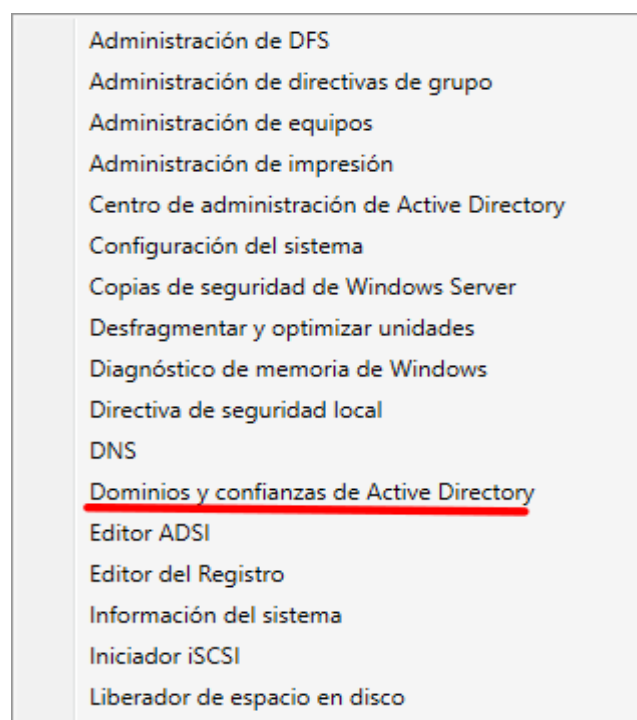 Administración de DFS
Administración de directivas de grupo
Administración de equipos
Administración de impresión
Centro de administración de Active Directory
Configuración del sistema
Copias de seguridad de Windows Server
Desfragmentar y optimizar unidades
Diagnóstico de memoria de Windows
Directiva de seguridad local
DNS
Dominios y confianzas de Active Directory
Editor ADSI
Editor del Registro
Información del sistema
Iniciador iSCSI
Liberador de espacio en disco